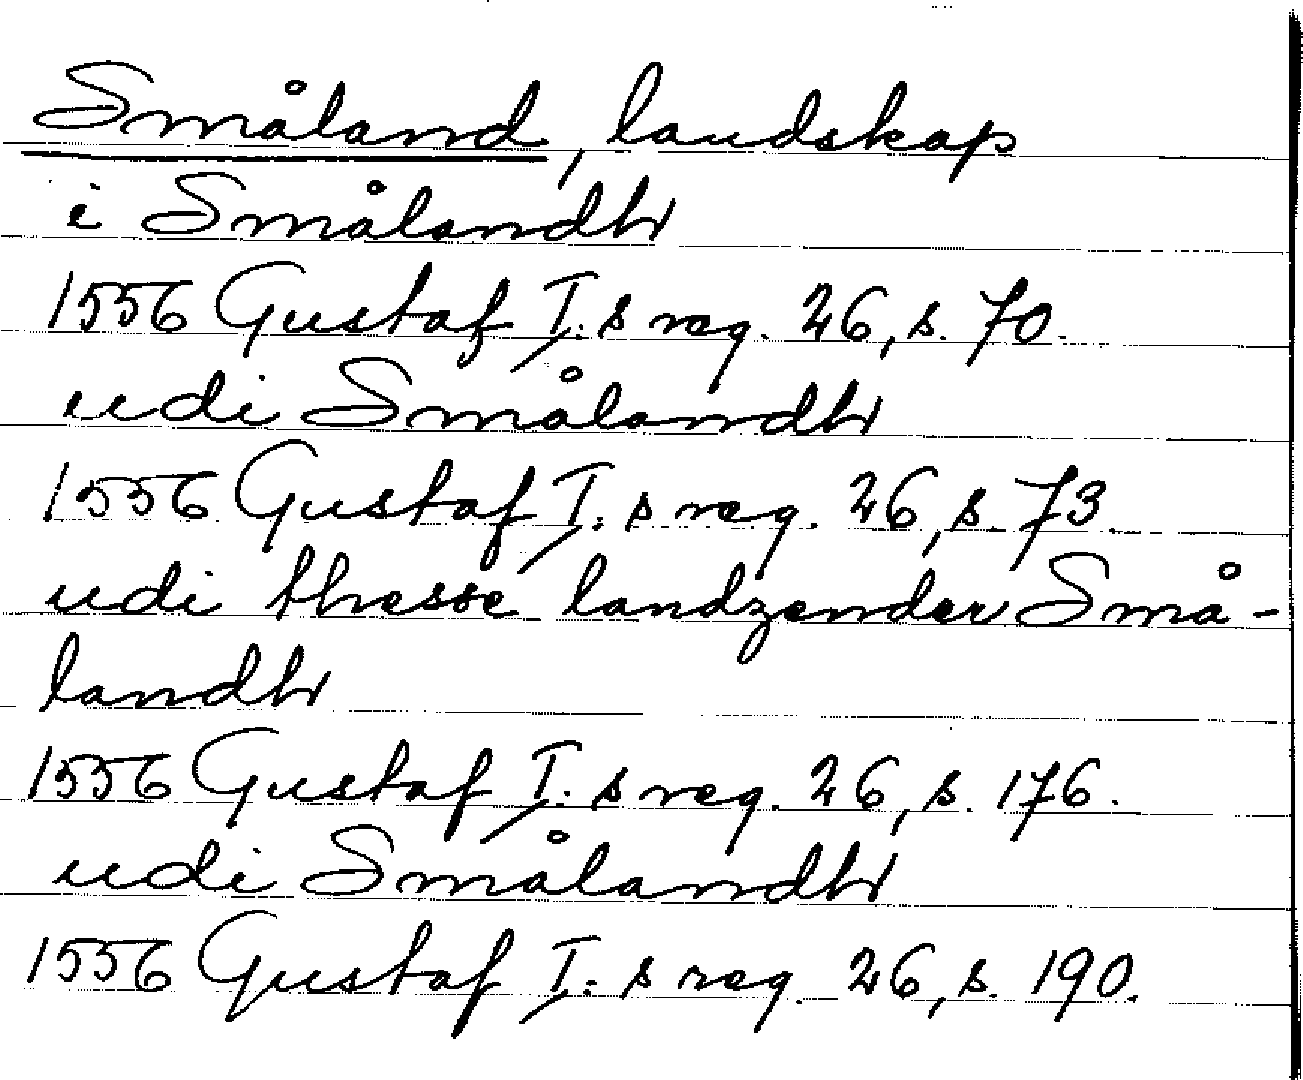 Småland, landskap
i Smålandh
1556 Gustaf I:s reg. 26, s. 70.
udi Smålandh
1556 Gustaf I:s reg. 26, s. 73.
udi thesse landzender Små-
landh
1556 Gustaf I:s reg. 26, s. 176.
udi Smålandh
1556 Gustaf I:s reg. 26, s. 190.